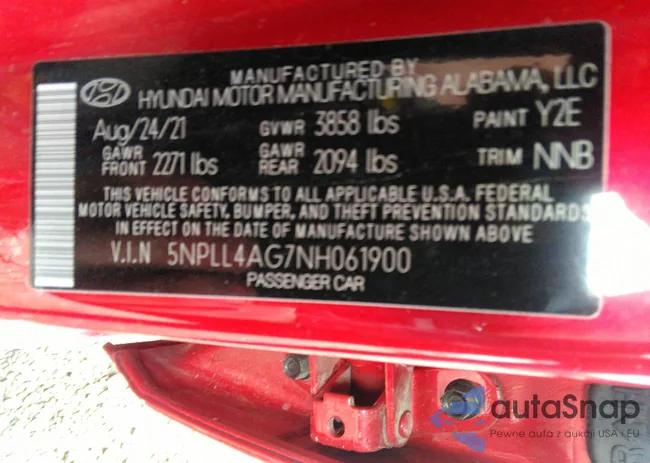 MANUFACTURED BY
HYUNDAI MOTOR MANUFACTURING ALABAMA, LLC
Aug/24/21 GVWR 3858 lbs PAINT Y2E
GAWR FRONT 2271 lbs GAWR REAR 2094 lbs TRIM NNB
THIS VEHICLE CONFORMS TO ALL APPLICABLE U.S.A. FEDERAL
MOTOR VEHICLE SAFETY, BUMPER, AND THEFT PREVENTION STANDARDS
IN EFFECT ON THE DATE OF MANUFACTURE SHOWN ABOVE
V.I.N 5NPLL4AG7NH061900
PASSENGER CAR
autaSnap
Pewne auta z aukcji USA i EU